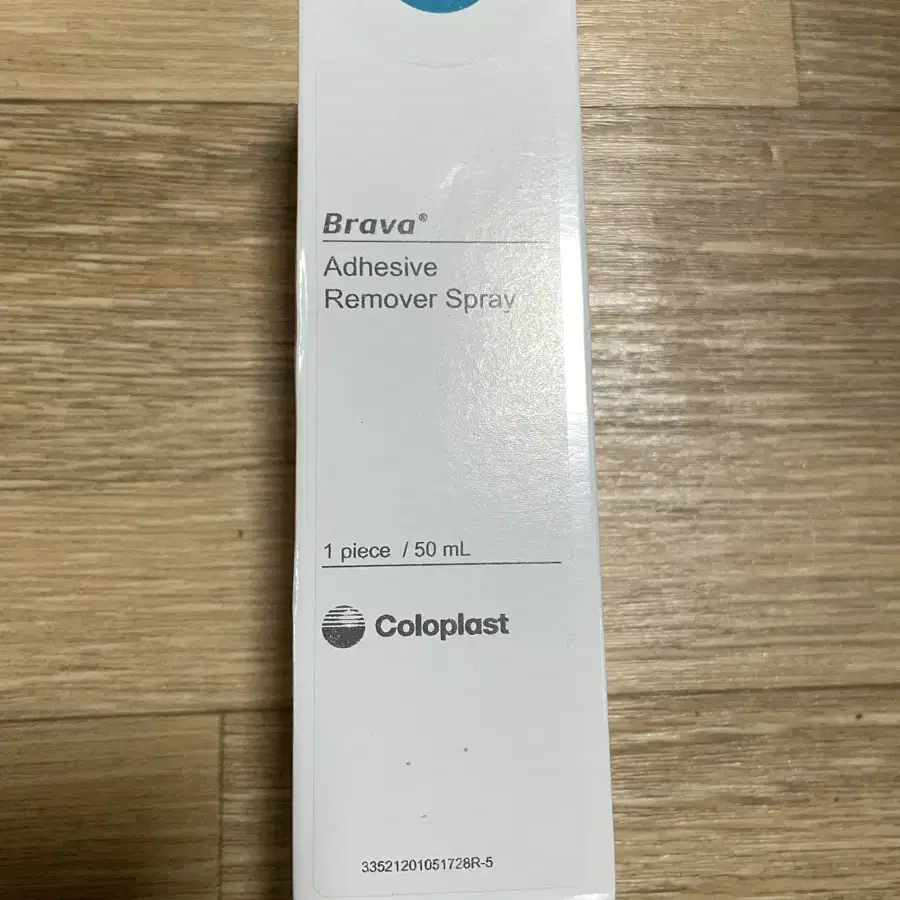 Brava®
Adhesive
Remover Spray
1 piece / 50 mL
Coloplast
33521201051728R-5